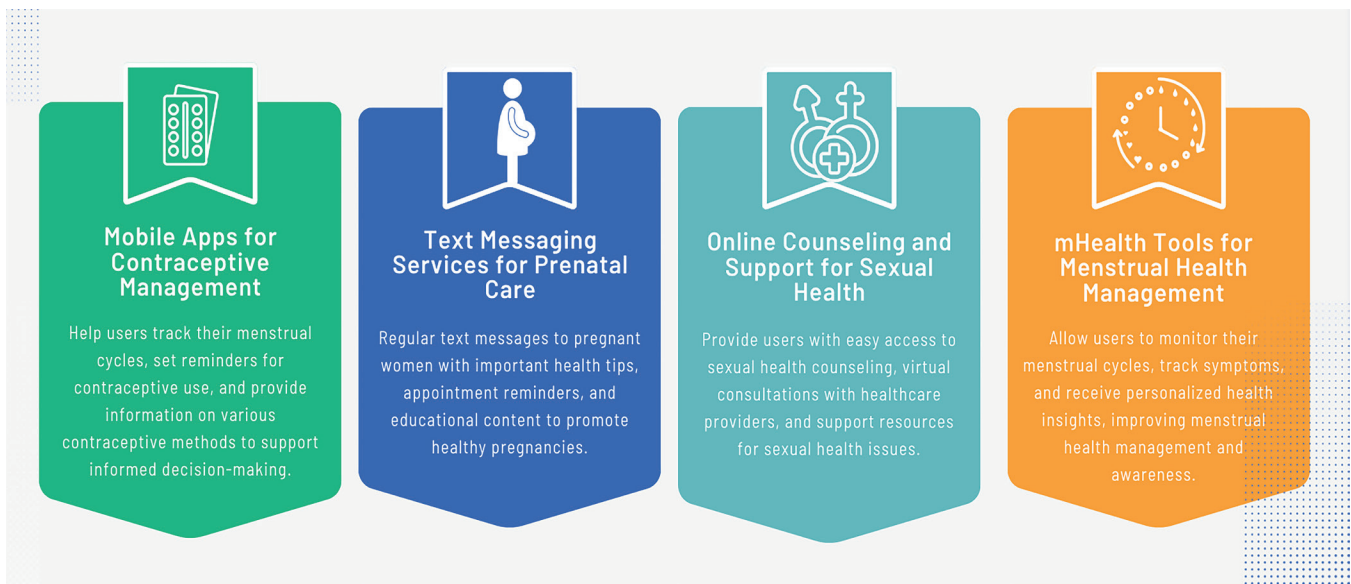 Mobile Apps for
Contraceptive
Management
Help users track their menstrual
cycles, set reminders for
contraceptive use, and provide
information on various
contraceptive methods to support
informed decision-making.
Text Messaging
Services for Prenatal
Care
Regular text messages to pregnant
women with important health tips,
appointment reminders, and
educational content to promote
healthy pregnancies.
Online Counseling and
Support for Sexual
Health
Provide users with easy access to
sexual health counseling, virtual
consultations with healthcare
providers, and support resources
for sexual health issues.
mHealth Tools for
Menstrual Health
Management
Allow users to monitor their
menstrual cycles, track symptoms,
and receive personalized health
insights, improving menstrual
health management and
awareness.